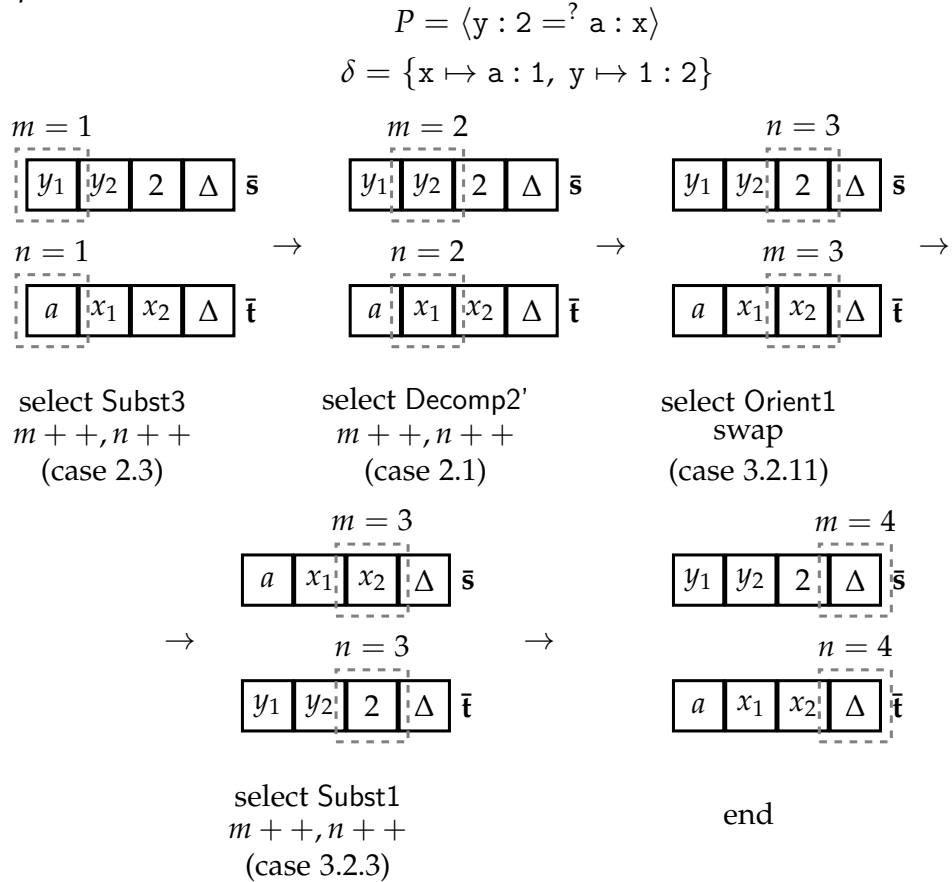 P = ⟨y : 2 =? a : x⟩
δ = {x ↦ a : 1, y ↦ 1 : 2}
m = 1 m = 2 n = 3
y₁ y₂ 2 Δ s̄ y₁ y₂ 2 Δ s̄ y₁ y₂ 2 Δ s̄
n = 1 → n = 2 → m = 3 →
a x₁ x₂ Δ t̄ a x₁ x₂ Δ t̄ a x₁ x₂ Δ t̄
select Subst3 select Decomp2' select Orient1
m + +, n + + m + +, n + + swap
(case 2.3) (case 2.1) (case 3.2.11)
m = 3 m = 4
a x₁ x₂ Δ s̄ y₁ y₂ 2 Δ s̄
→ n = 3 → n = 4
y₁ y₂ 2 Δ t̄ a x₁ x₂ Δ t̄
select Subst1
m + +, n + + end
(case 3.2.3)